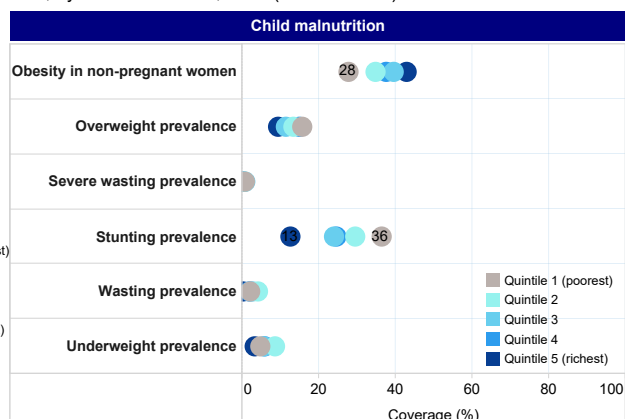 Child malnutrition
Obesity in non-pregnant women
28
Overweight prevalence
Severe wasting prevalence
Stunting prevalence
13
36
Wasting prevalence
Underweight prevalence
Quintile 1 (poorest)
Quintile 2
Quintile 3
Quintile 4
Quintile 5 (richest)
0 20 40 60 80 100
Coverage (%)